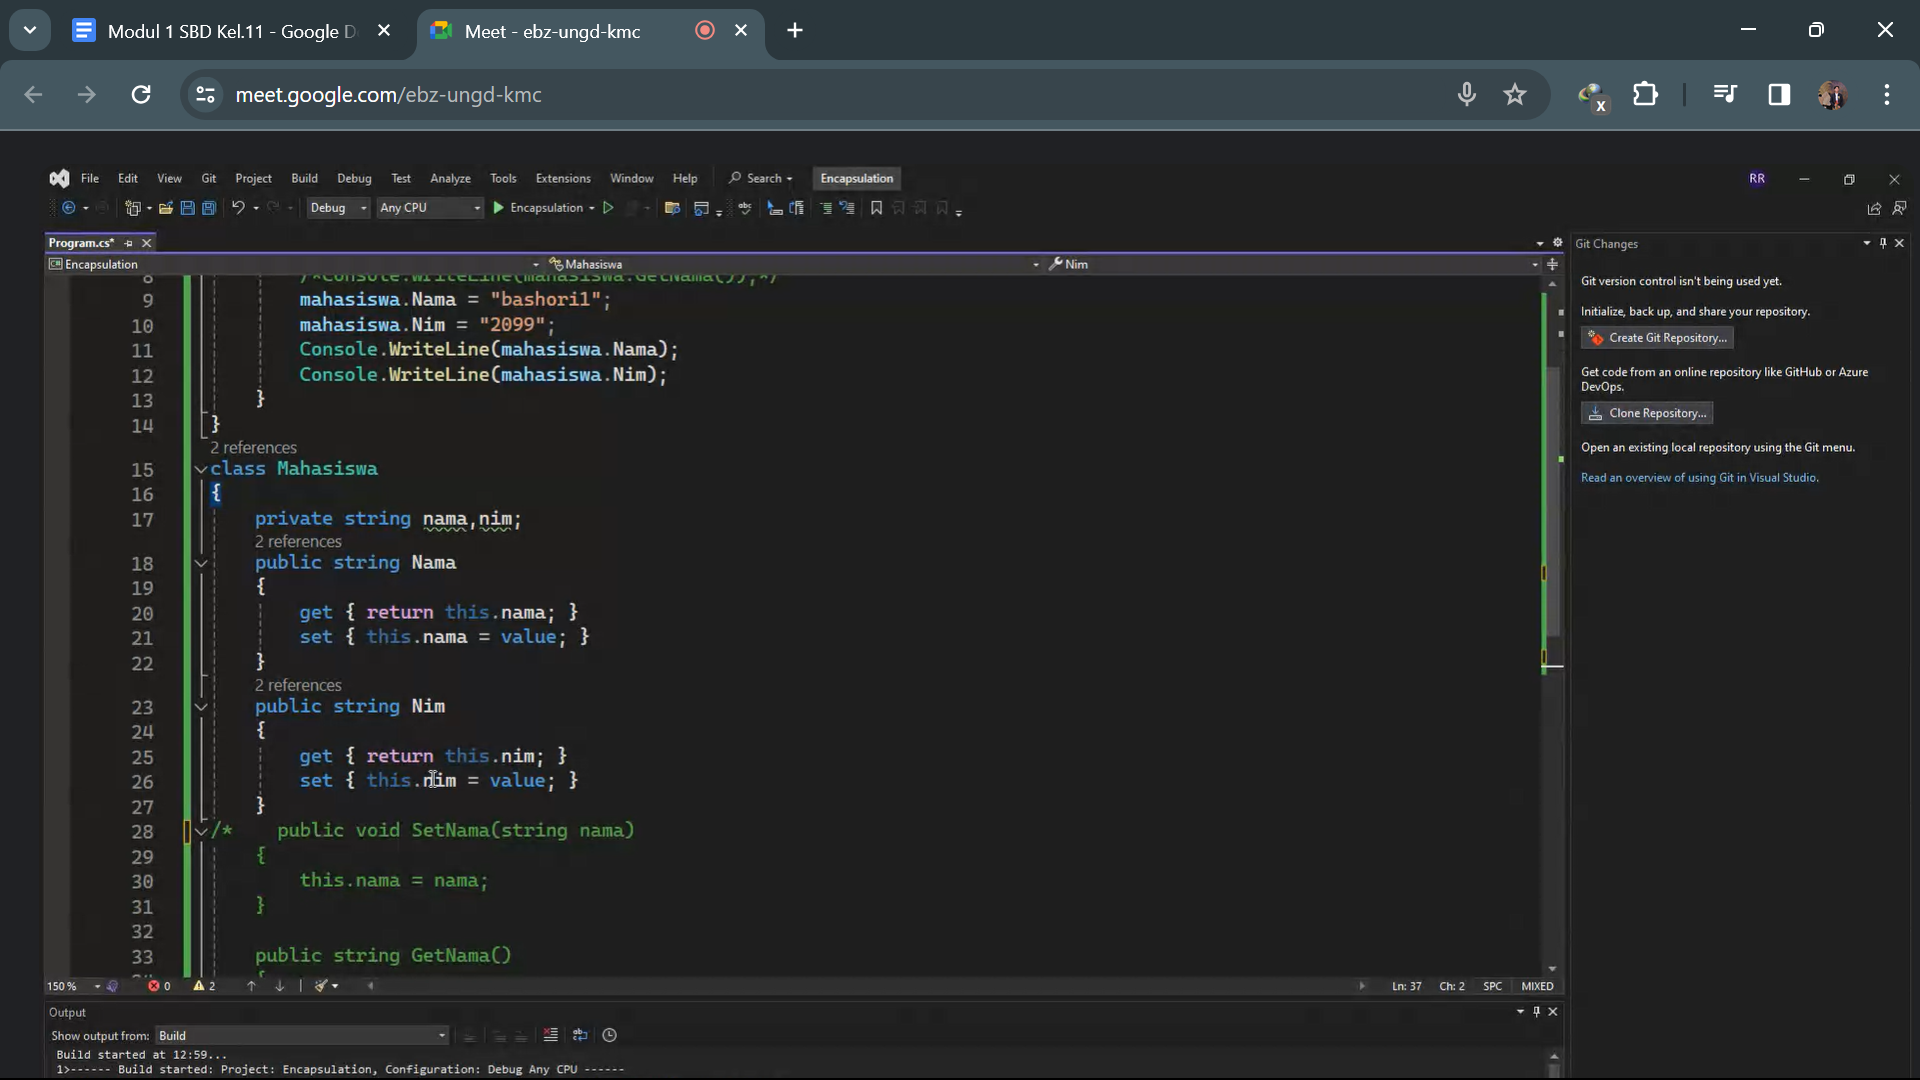 Modul 1 SBD Kel.11 - Google D
Meet - ebz-ungd-kmc
meet.google.com/ebz-ungd-kmc
x
File Edit View Git Project Build Debug Test Analyze Tools Extensions Window Help Search Encapsulation RR
Debug Any CPU Encapsulation
Program.cs*
Encapsulation Mahasiswa Nim
Git Changes
Git version control isn't being used yet.
Initialize, back up, and share your repository.
Create Git Repository...
Get code from an online repository like GitHub or Azure
DevOps.
Clone Repository...
Open an existing local repository using the Git menu.
Read an overview of using Git in Visual Studio.
8 /*Console.WriteLine(mahasiswa.GetNama());*/
9 mahasiswa.Nama = "bashori1";
10 mahasiswa.Nim = "2099";
11 Console.WriteLine(mahasiswa.Nama);
12 Console.WriteLine(mahasiswa.Nim);
13 }
14 }
2 references
15 class Mahasiswa
16 {
17 private string nama,nim;
2 references
18 public string Nama
19 {
20 get { return this.nama; }
21 set { this.nama = value; }
22 }
2 references
23 public string Nim
24 {
25 get { return this.nim; }
26 set { this.nim = value; }
27 }
28 /* public void SetNama(string nama)
29 {
30 this.nama = nama;
31 }
32
33 public string GetNama()
{
150 % 0 2 Ln: 37 Ch: 2 SPC MIXED
Output
Show output from: Build
Build started at 12:59...
1>------ Build started: Project: Encapsulation, Configuration: Debug Any CPU ------